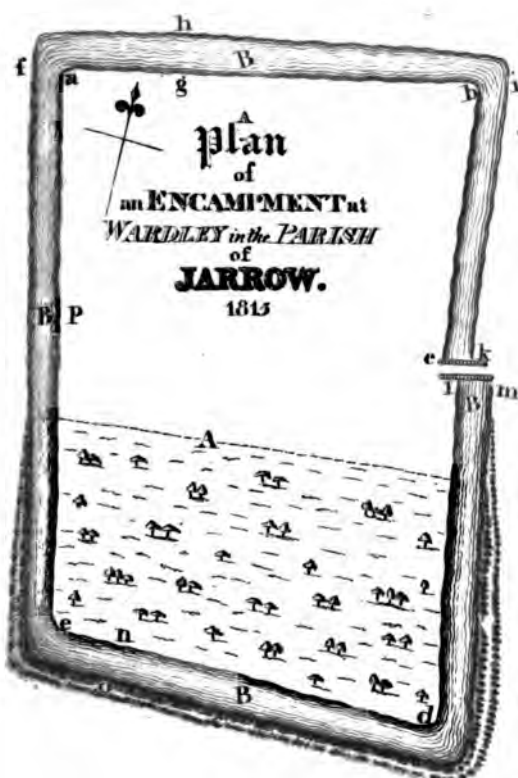 h
f a g B b i
A
Plan
of
an ENCAMPMENT at
WARDLEY in the PARISH
of
JARROW.
1815
B P
e k
l m
B
A
e n
o B d